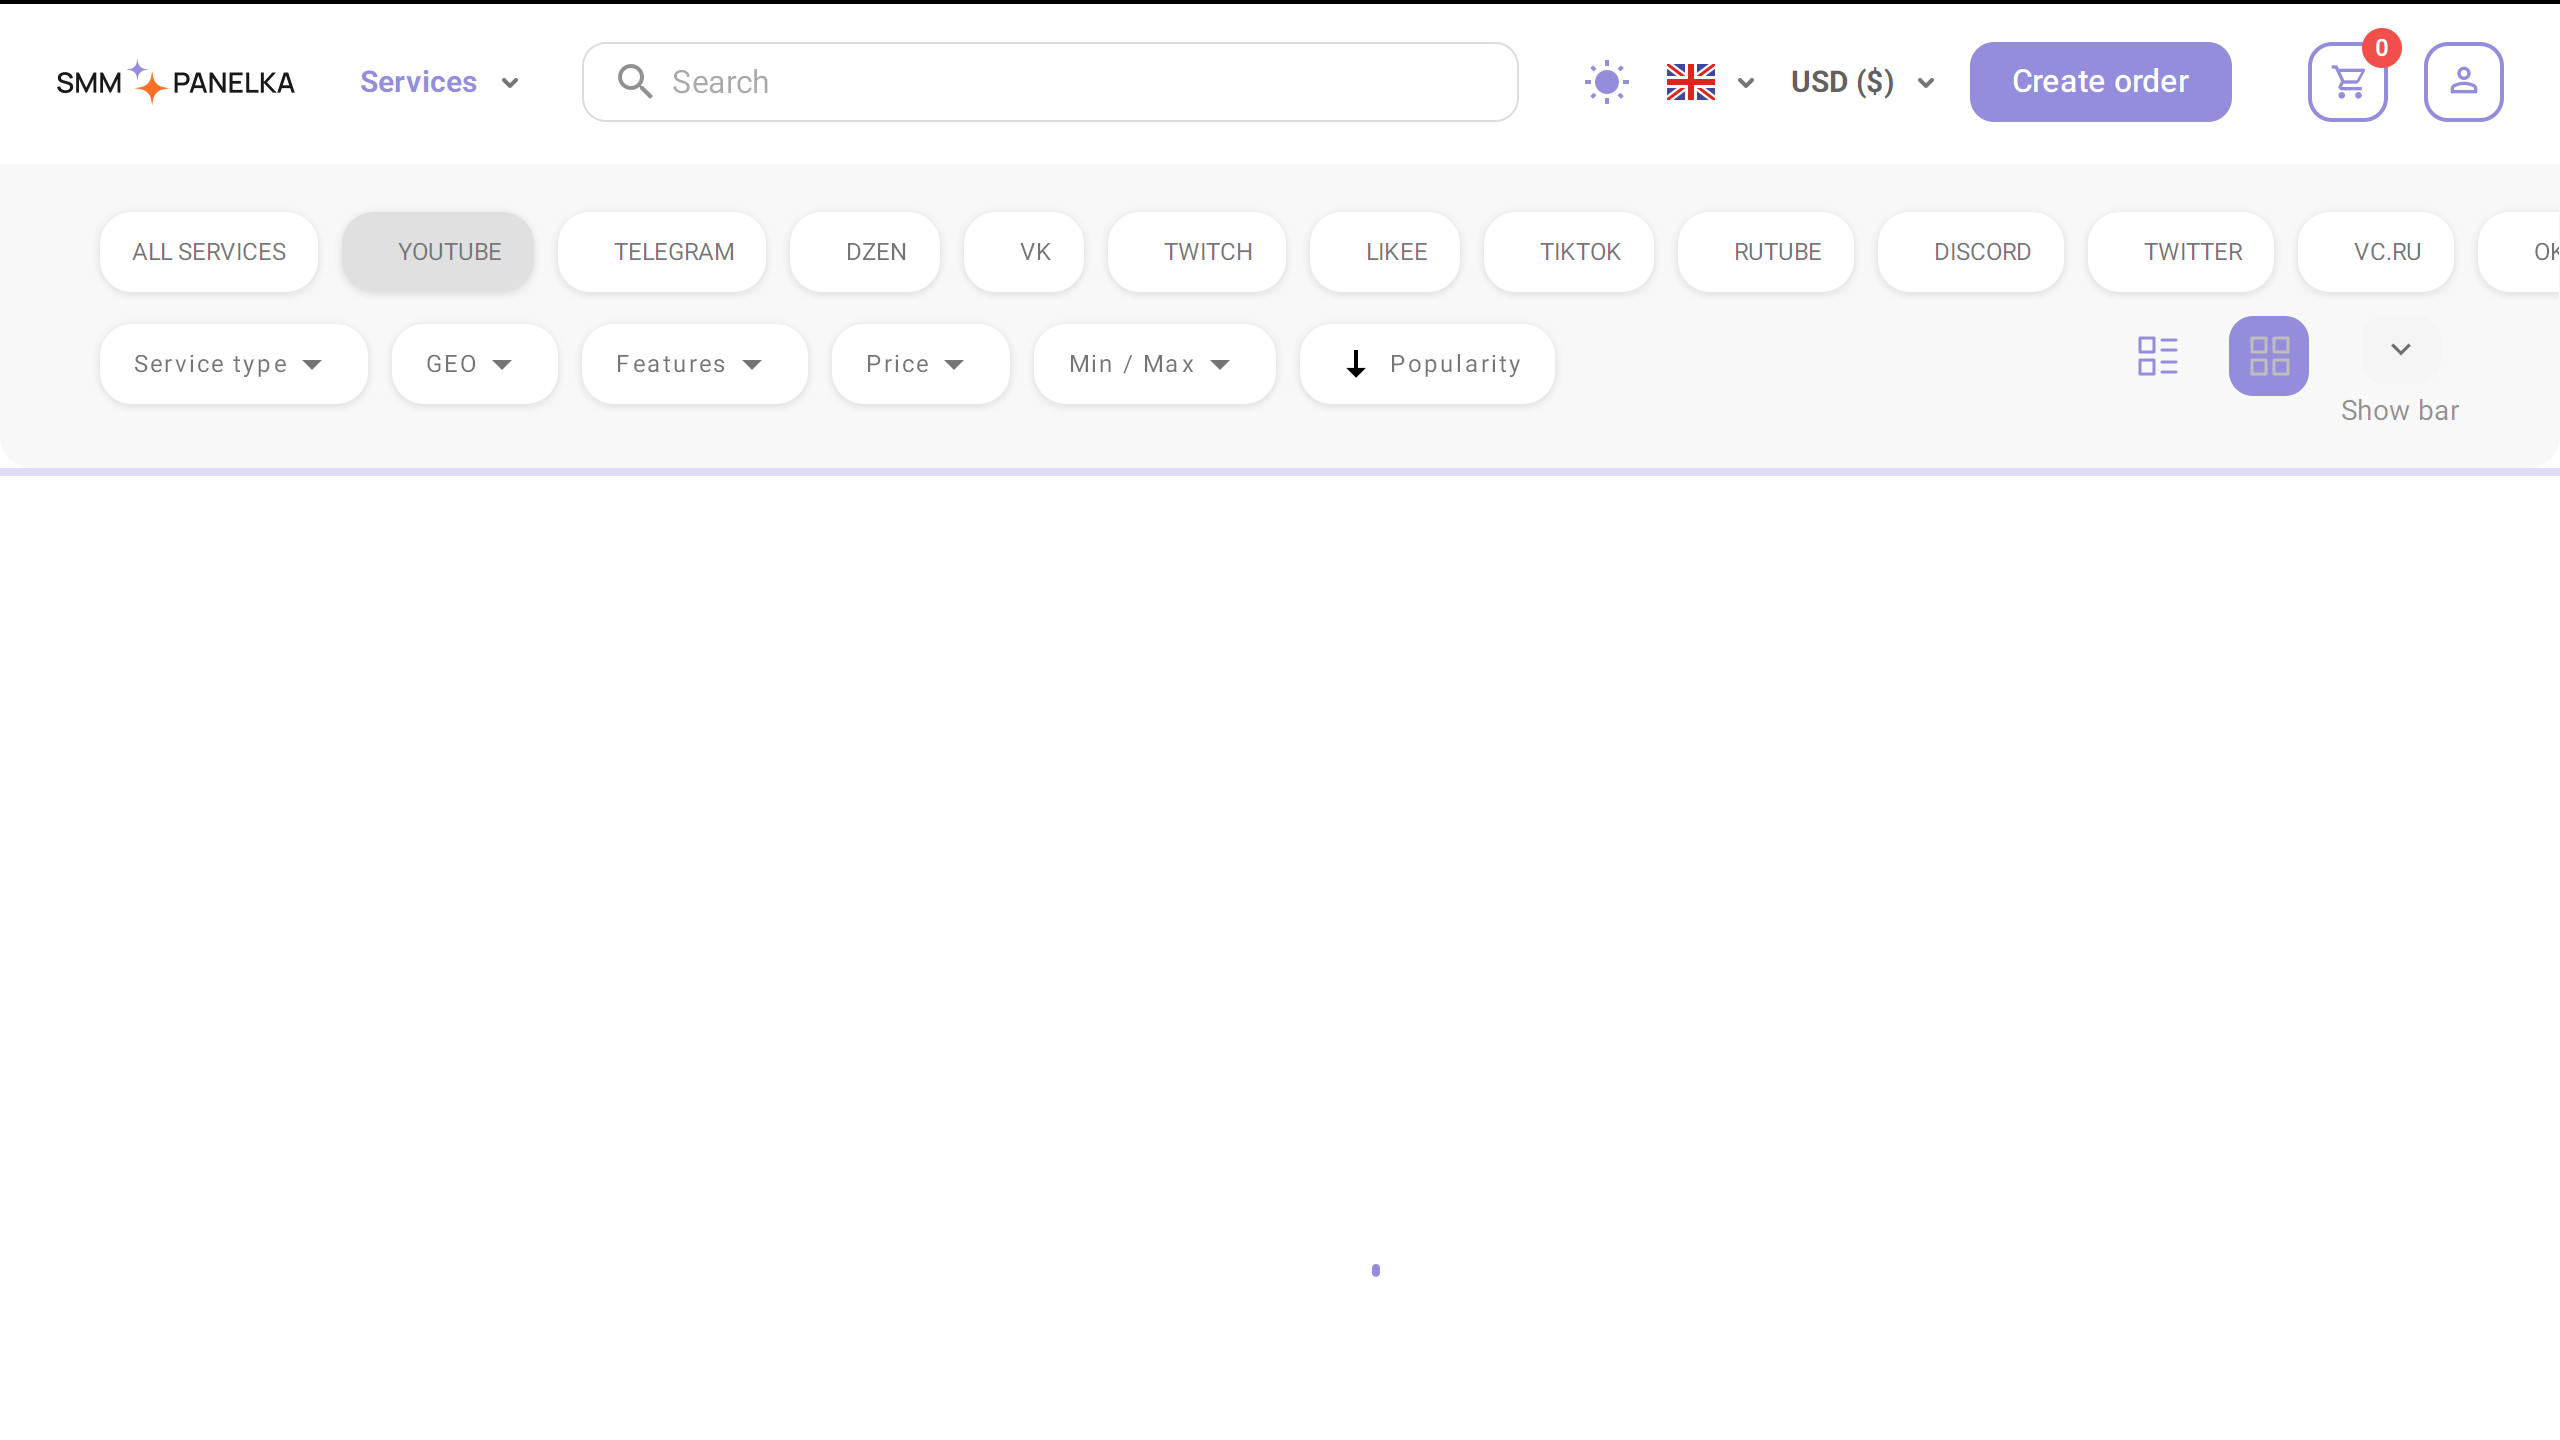 SMM PANELKA Services Search USD ($) Create order 0
ALL SERVICES YOUTUBE TELEGRAM DZEN VK TWITCH LIKEE TIKTOK RUTUBE DISCORD TWITTER VC.RU
Service type GEO Features Price Min / Max Popularity
Show bar